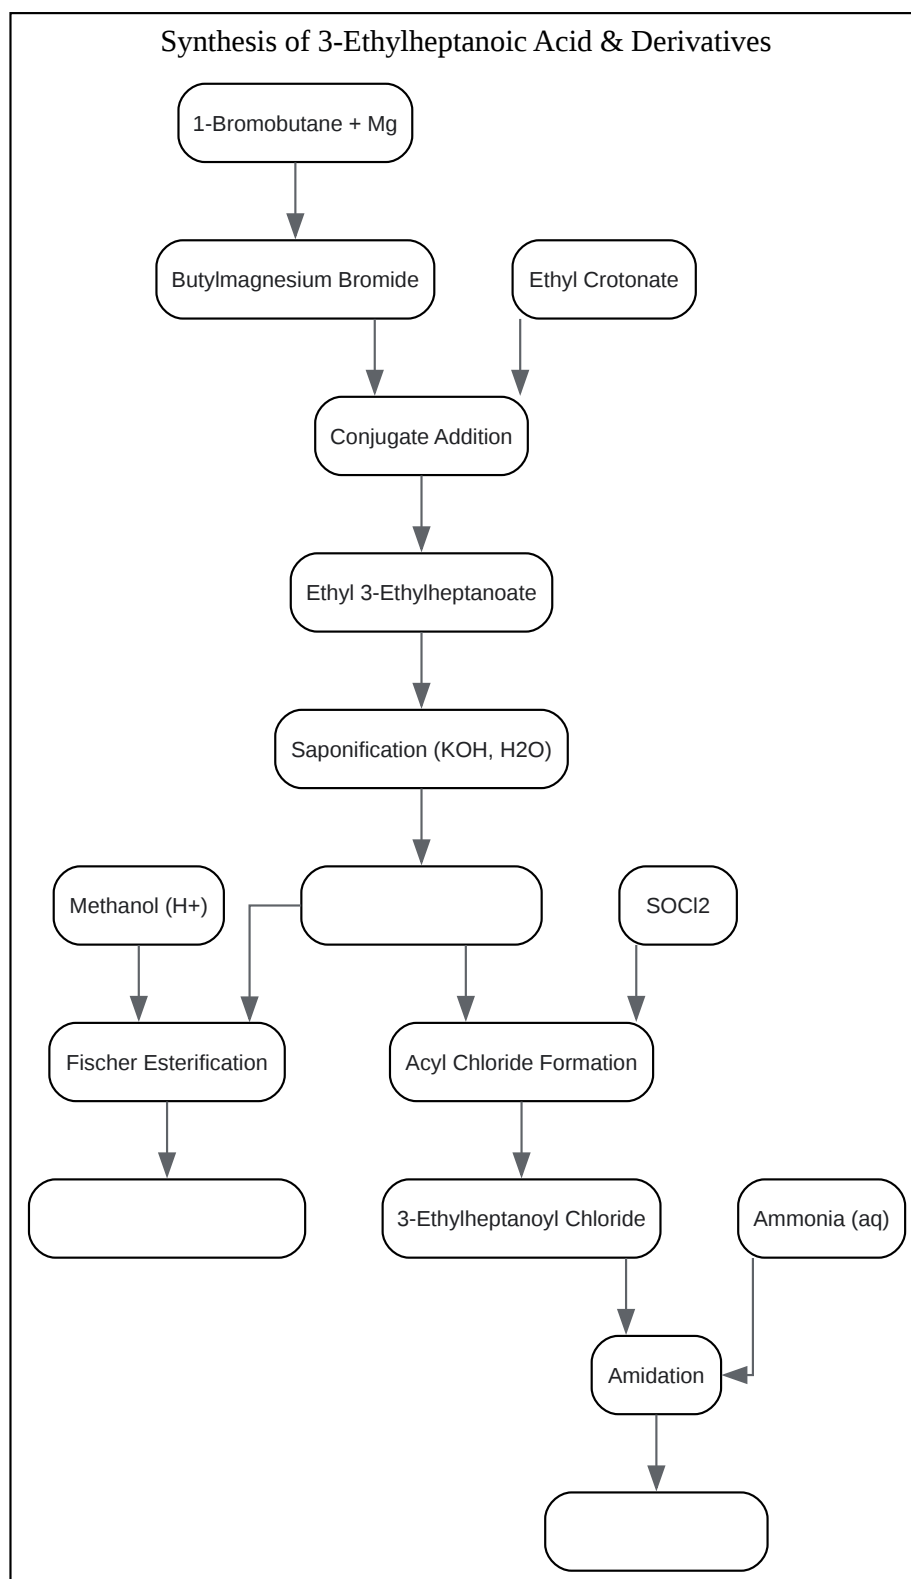 Synthesis of 3-Ethylheptanoic Acid & Derivatives
1-Bromobutane + Mg
Butylmagnesium Bromide
Ethyl Crotonate
Conjugate Addition
Ethyl 3-Ethylheptanoate
Saponification (KOH, H2O)
Methanol (H+)
SOCl2
Fischer Esterification
Acyl Chloride Formation
3-Ethylheptanoyl Chloride
Ammonia (aq)
Amidation